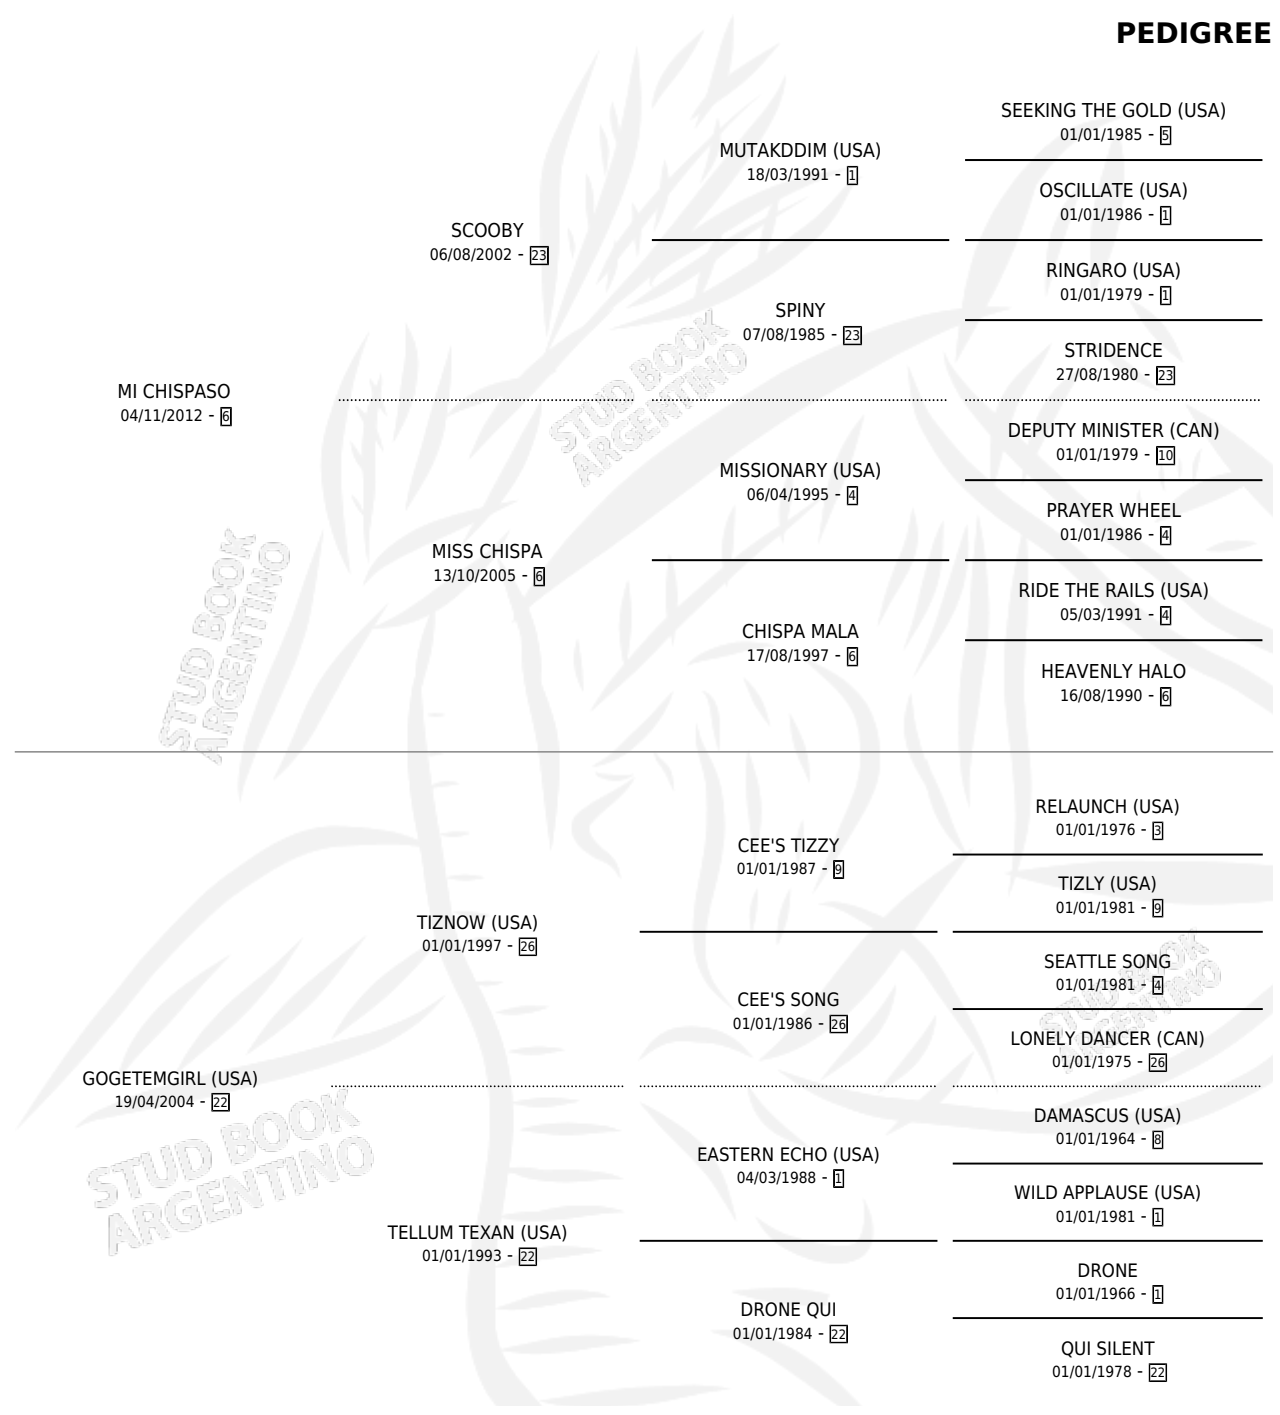 PEDIGREE
SEEKING THE GOLD (USA)
01/01/1985 - 5
MUTAKDDIM (USA)
18/03/1991 - 1
OSCILLATE (USA)
01/01/1986 - 1
SCOOBY
06/08/2002 - 23
RINGARO (USA)
01/01/1979 - 1
SPINY
07/08/1985 - 23
STRIDENCE
27/08/1980 - 23
MI CHISPASO
04/11/2012 - 6
DEPUTY MINISTER (CAN)
01/01/1979 - 10
MISSIONARY (USA)
06/04/1995 - 4
PRAYER WHEEL
01/01/1986 - 4
MISS CHISPA
13/10/2005 - 6
RIDE THE RAILS (USA)
05/03/1991 - 4
CHISPA MALA
17/08/1997 - 6
HEAVENLY HALO
16/08/1990 - 6
RELAUNCH (USA)
01/01/1976 - 3
CEE'S TIZZY
01/01/1987 - 9
TIZLY (USA)
01/01/1981 - 9
TIZNOW (USA)
01/01/1997 - 26
SEATTLE SONG
01/01/1981 - 4
CEE'S SONG
01/01/1986 - 26
LONELY DANCER (CAN)
01/01/1975 - 26
GOGETEMGIRL (USA)
19/04/2004 - 22
DAMASCUS (USA)
01/01/1964 - 8
EASTERN ECHO (USA)
04/03/1988 - 1
WILD APPLAUSE (USA)
01/01/1981 - 1
TELLUM TEXAN (USA)
01/01/1993 - 22
DRONE
01/01/1966 - 1
DRONE QUI
01/01/1984 - 22
QUI SILENT
01/01/1978 - 22
STUD BOOK
ARGENTINO
STUD BOOK
ARGENTINO
STUD BOOK
ARGENTINO
STUD BOOK
ARGENTINO